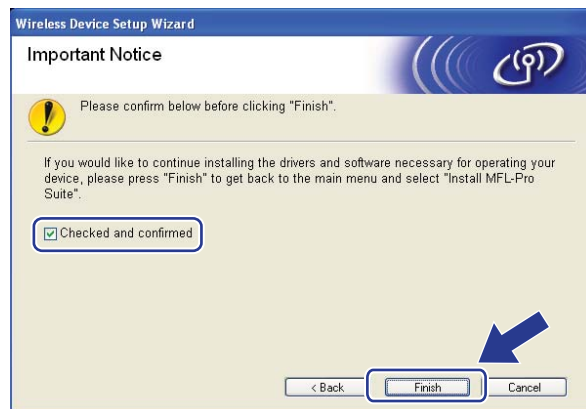 Wireless Device Setup Wizard
Important Notice
Please confirm below before clicking "Finish".
If you would like to continue installing the drivers and software necessary for operating your
device, please press "Finish" to get back to the main menu and select "Install MFL-Pro
Suite".
Checked and confirmed
< Back
Finish
Cancel